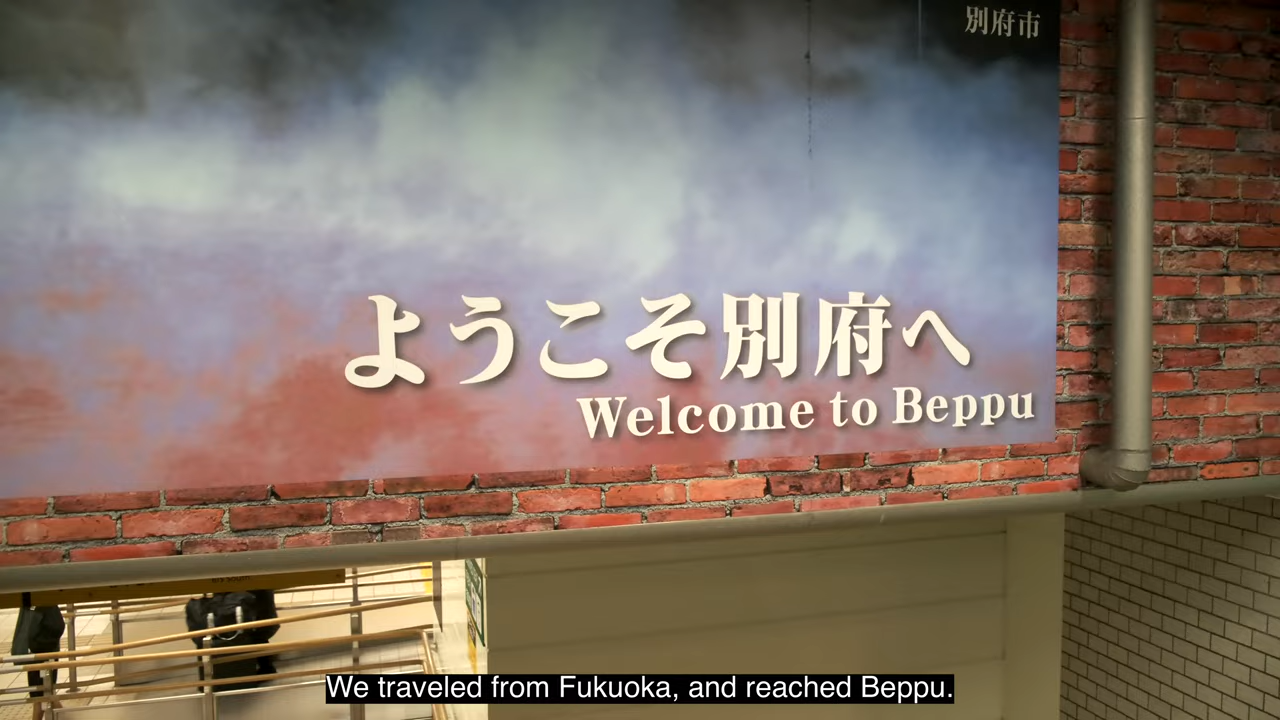 別府市
ようこそ別府へ
Welcome to Beppu
We traveled from Fukuoka, and reached Beppu.